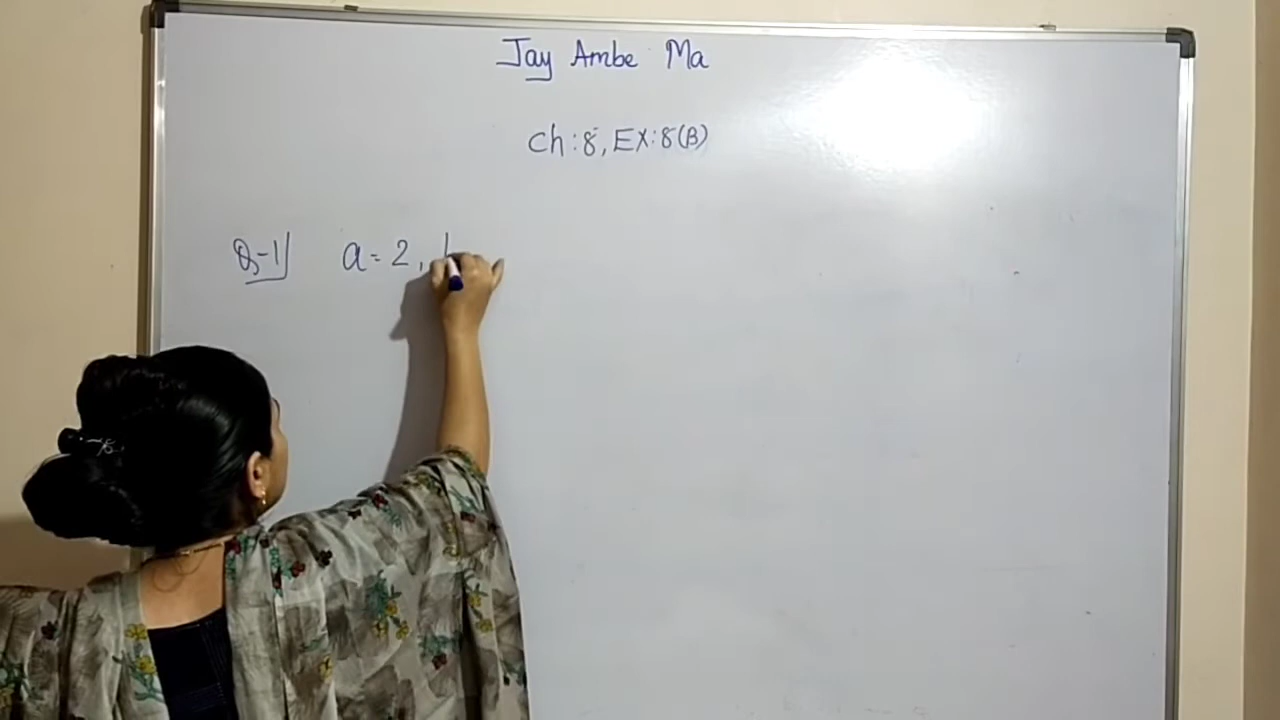 Jay Ambe Ma
Ch:8, EX:8(B)
Q-1) a = 2,